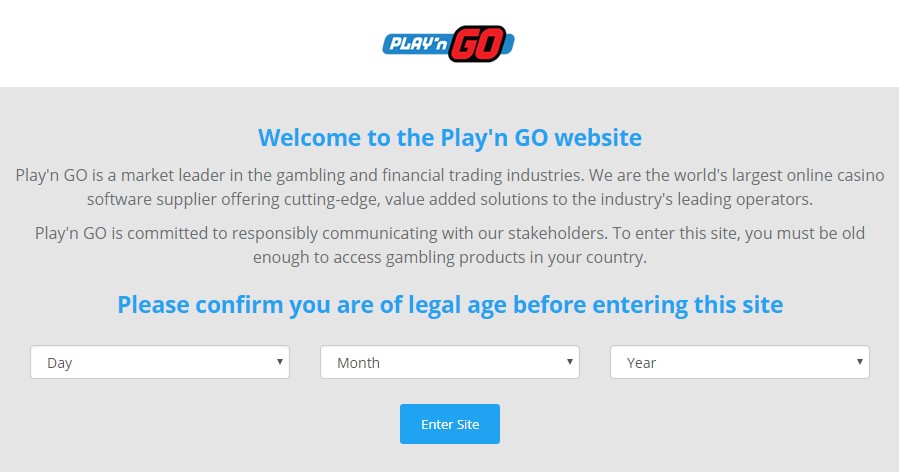 PLAY'n GO
Welcome to the Play'n GO website
Play'n GO is a market leader in the gambling and financial trading industries. We are the world's largest online casino
software supplier offering cutting-edge, value added solutions to the industry's leading operators.
Play'n GO is committed to responsibly communicating with our stakeholders. To enter this site, you must be old
enough to access gambling products in your country.
Please confirm you are of legal age before entering this site
Day Month Year
Enter Site